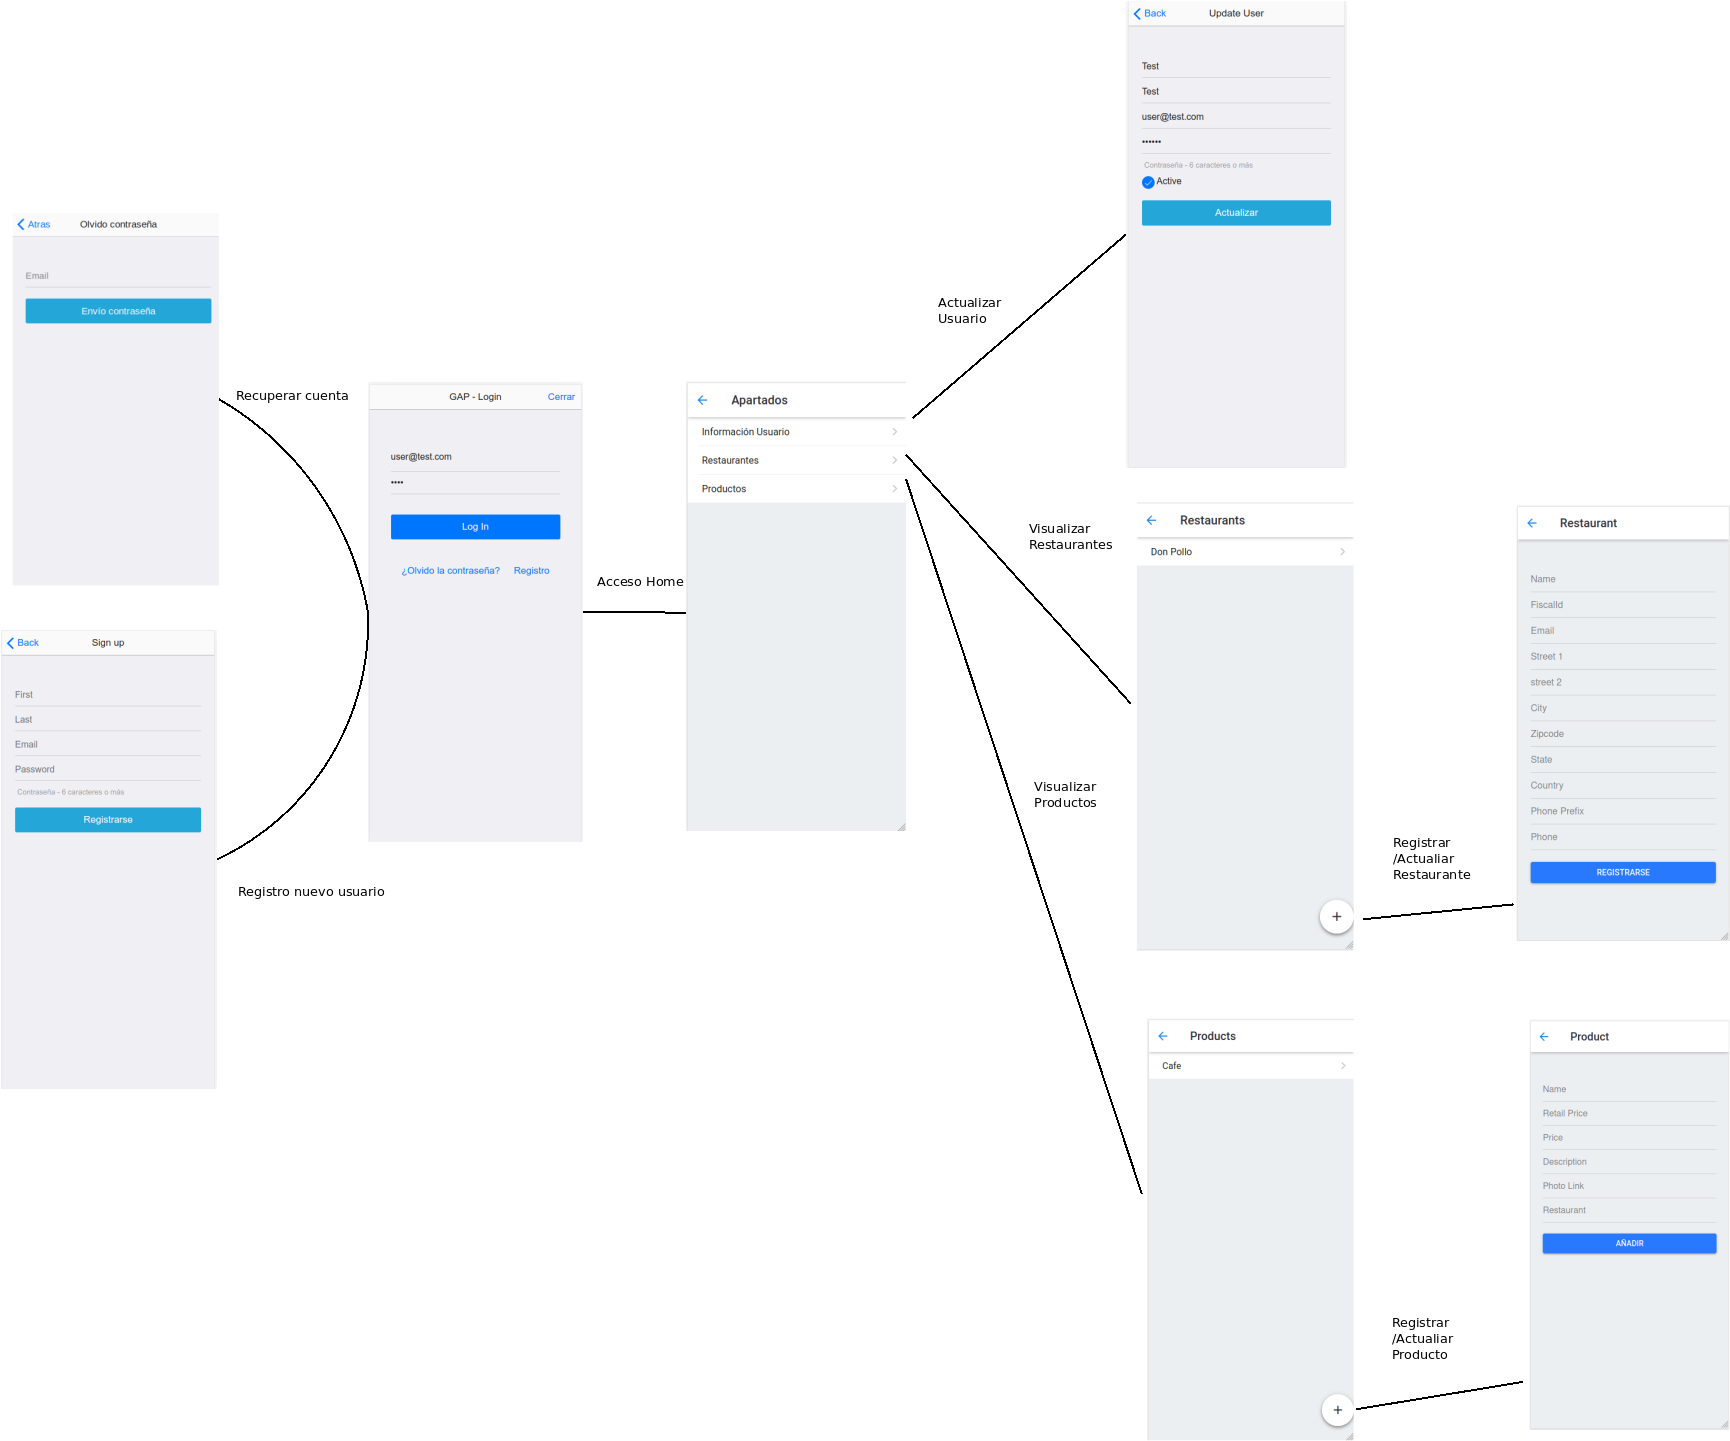 Atras
Olvido contraseña
Email
Envío contraseña
Recuperar cuenta
Back
Sign up
First
Last
Email
Password
Contraseña - 6 caracteres o más
Registrarse
Registro nuevo usuario
GAP - Login
Cerrar
user@test.com
••••
Log In
¿Olvido la contraseña?
Registro
Acceso Home
Apartados
Información Usuario
Restaurantes
Productos
Actualizar
Usuario
Back
Update User
Test
Test
user@test.com
••••••
Contraseña - 6 caracteres o más
Active
Actualizar
Visualizar
Restaurantes
Restaurants
Don Pollo
+
Registrar
/Actualiar
Restaurante
Restaurant
Name
FiscalId
Email
Street 1
street 2
City
Zipcode
State
Country
Phone Prefix
Phone
REGISTRARSE
Visualizar
Productos
Products
Cafe
+
Registrar
/Actualiar
Producto
Product
Name
Retail Price
Price
Description
Photo Link
Restaurant
AÑADIR